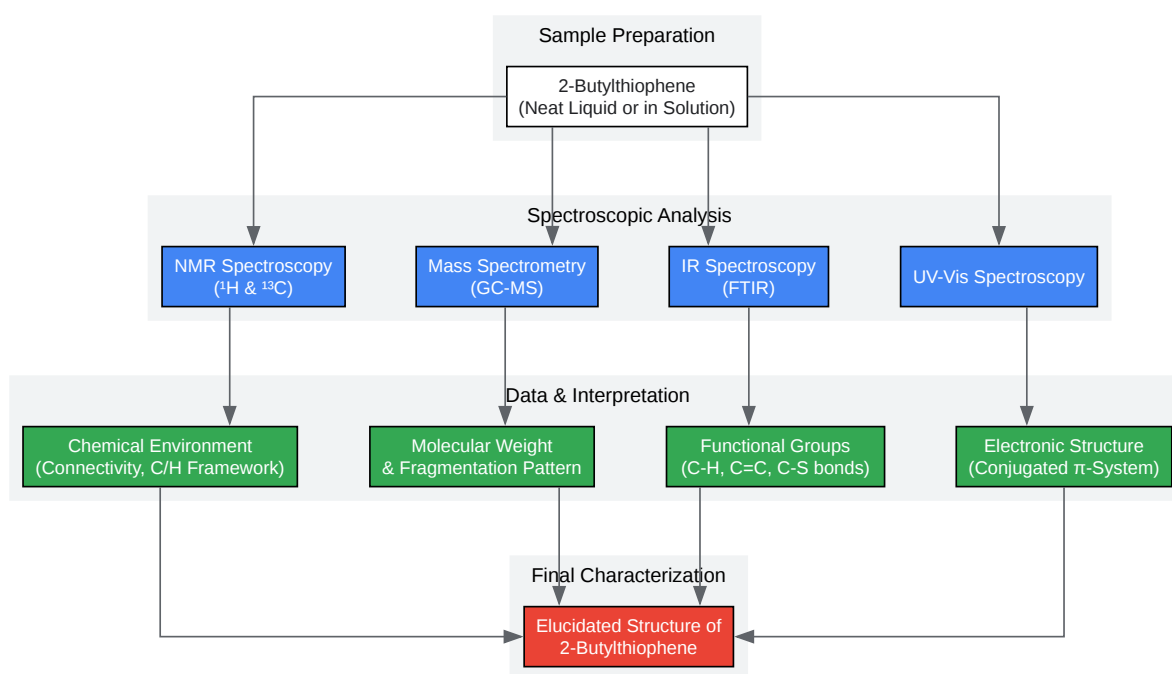 Sample Preparation
2-Butylthiophene
(Neat Liquid or in Solution)
Spectroscopic Analysis
NMR Spectroscopy
(¹H & ¹³C)
Mass Spectrometry
(GC-MS)
IR Spectroscopy
(FTIR)
UV-Vis Spectroscopy
Data & Interpretation
Chemical Environment
(Connectivity, C/H Framework)
Molecular Weight
& Fragmentation Pattern
Functional Groups
(C-H, C=C, C-S bonds)
Electronic Structure
(Conjugated π-System)
Final Characterization
Elucidated Structure of
2-Butylthiophene